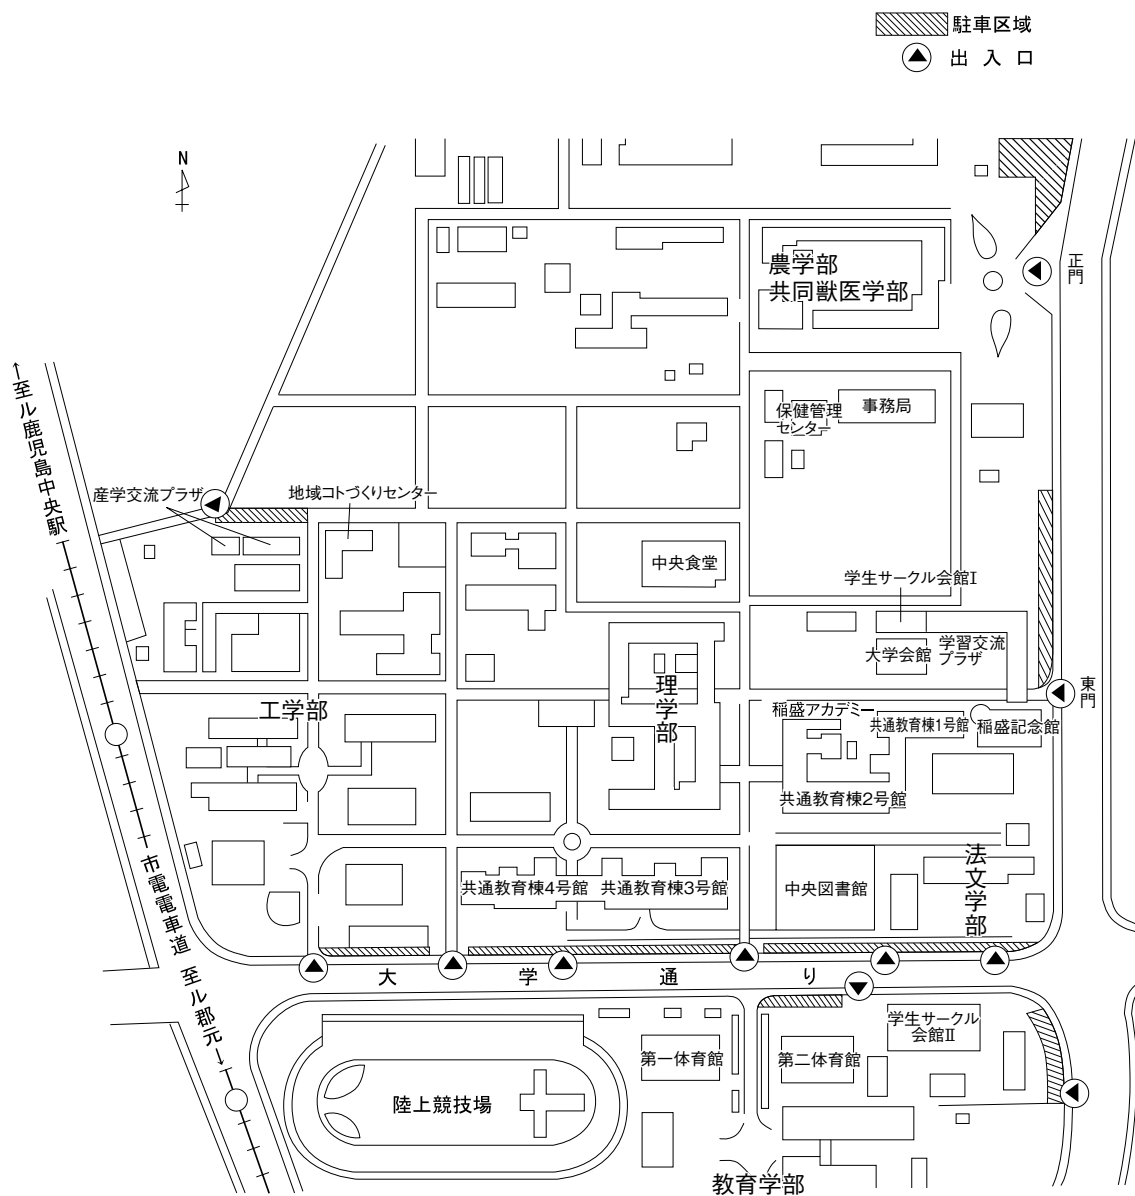 駐車区域
出 入 口
N
農学部
共同獣医学部
正門
←至ル鹿児島中央駅
保健管理
センター
事務局
産学交流プラザ
地域コトづくりセンター
中央食堂
学生サークル会館Ⅰ
大学会館
学習交流
プラザ
東門
工学部
理学部
稲盛アカデミー
共通教育棟1号館
稲盛記念館
共通教育棟2号館
市電電車道
法文学部
共通教育棟4号館
共通教育棟3号館
中央図書館
大 学 通 り
至ル郡元→
学生サークル
会館Ⅱ
第一体育館
第二体育館
陸上競技場
教育学部